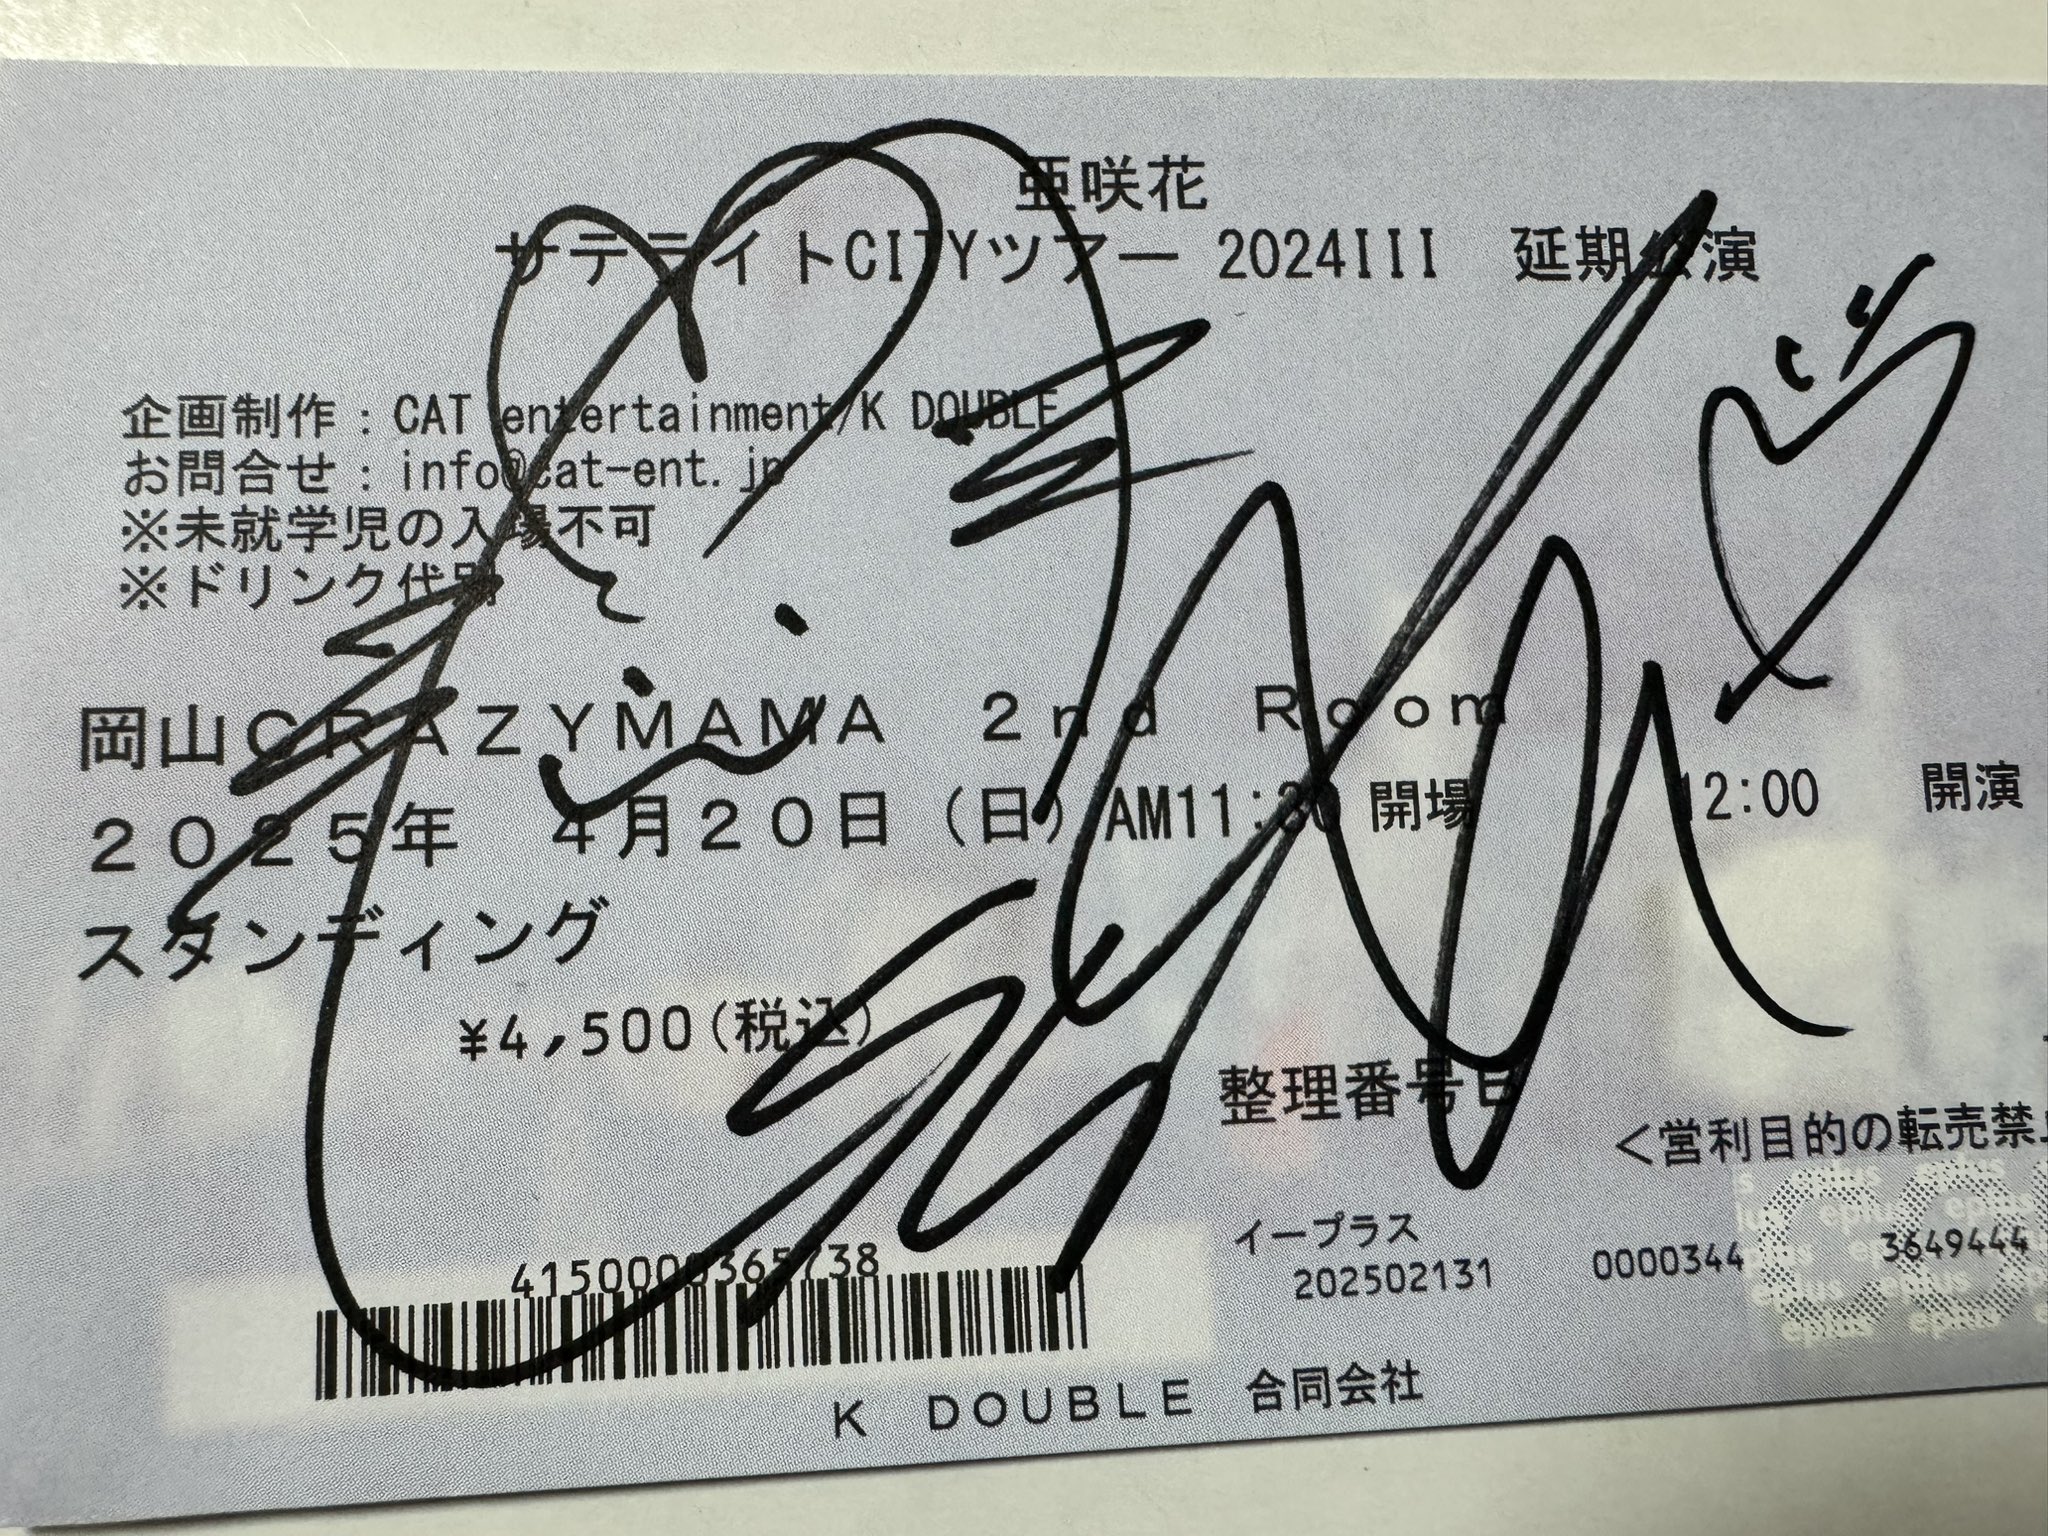 亜咲花
サテライトCITYツアー 2024III 延期公演
企画制作：CAT entertainment/K DOUBLE
お問合せ：info@cat-ent.jp
※未就学児の入場不可
※ドリンク代別
岡山CRAZYMAMA 2nd Room
2025年 4月20日（日）AM11:30 開場 12:00 開演
スタンディング
¥4,500(税込)
整理番号B
＜営利目的の転売禁止
イープラス
202502131 0000344 3649444
eplus
4150000365738
K DOUBLE 合同会社